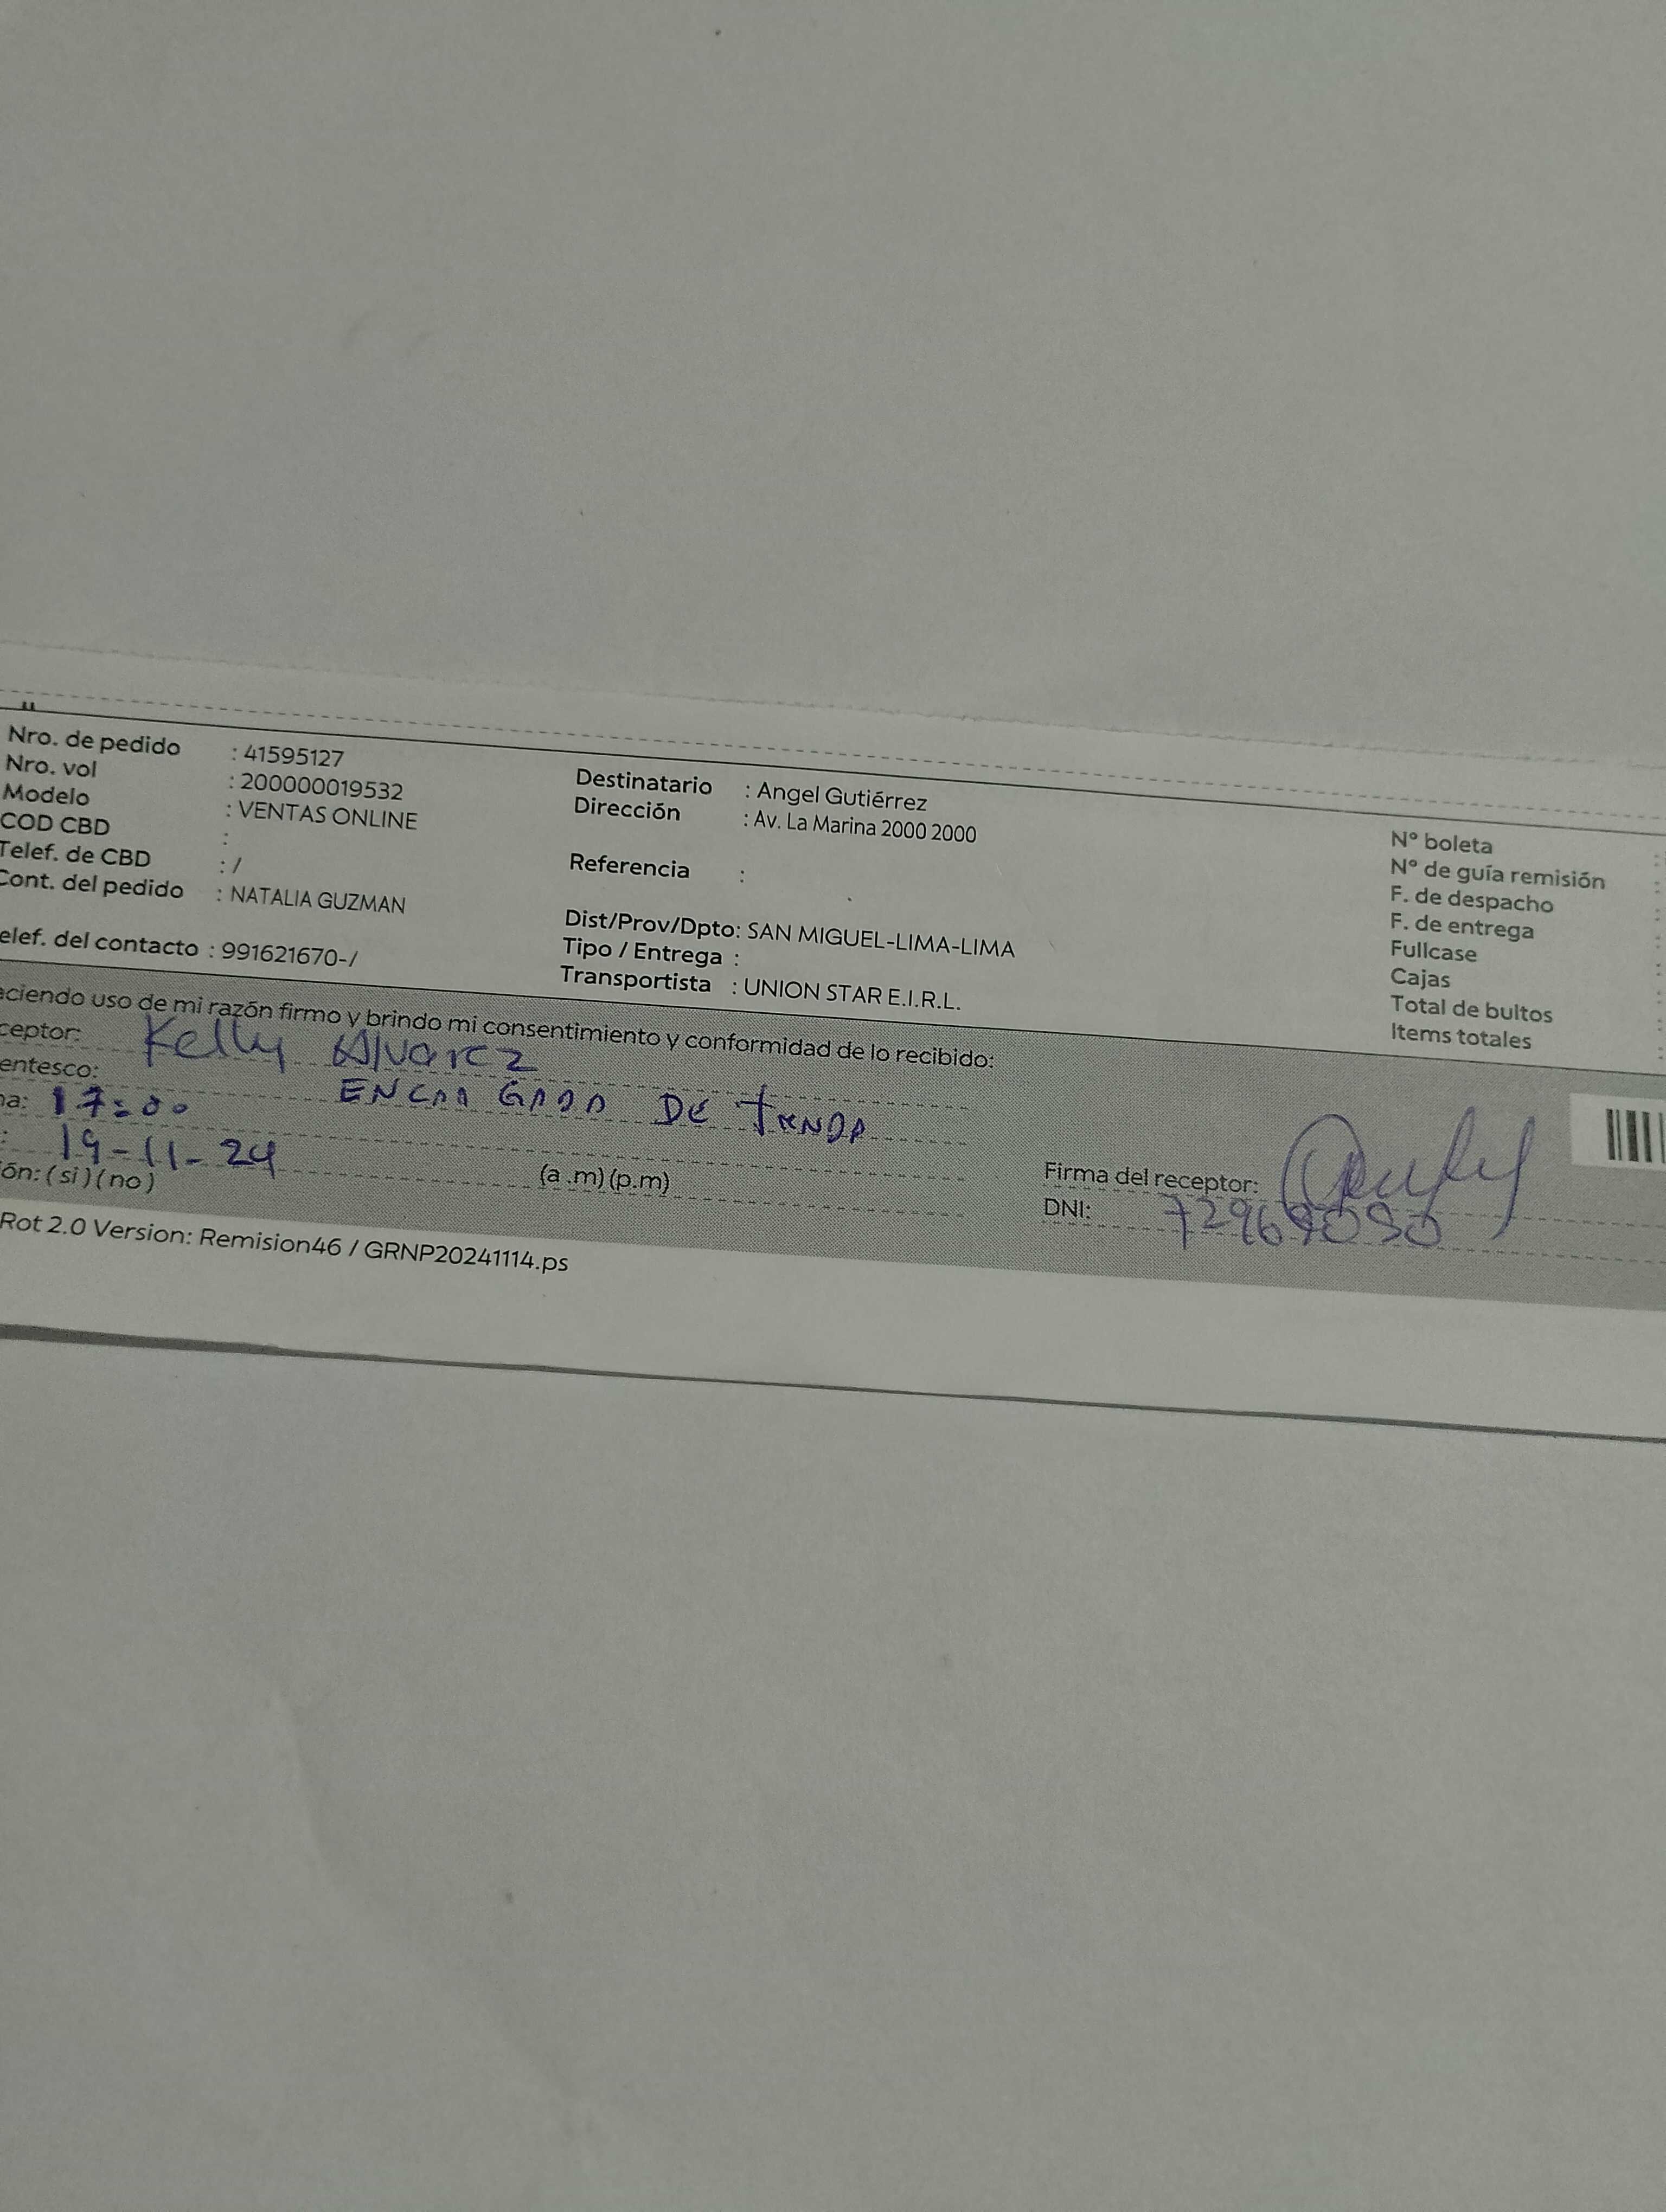 Nro. de pedido : 41595127
Nro. vol : 200000019532
Modelo : VENTAS ONLINE
COD CBD :
Telef. de CBD : /
Cont. del pedido : NATALIA GUZMAN
elef. del contacto : 991621670-/
Destinatario : Angel Gutiérrez
Dirección : Av. La Marina 2000 2000
Referencia :
Dist/Prov/Dpto: SAN MIGUEL-LIMA-LIMA
Tipo / Entrega :
Transportista : UNION STAR E.I.R.L.
N° boleta :
N° de guía remisión :
F. de despacho :
F. de entrega :
Fullcase :
Cajas :
Total de bultos
Items totales :
aciendo uso de mi razón firmo y brindo mi consentimiento y conformidad de lo recibido:
ceptor: Kelly Alvarez
entesco: ENCARGADA DE
na: 17:00
: 19-11-24 (a .m) (p.m)
ón: ( si ) ( no )
Firma del receptor:
DNI:
Rot 2.0 Version: Remision46 / GRNP20241114.ps